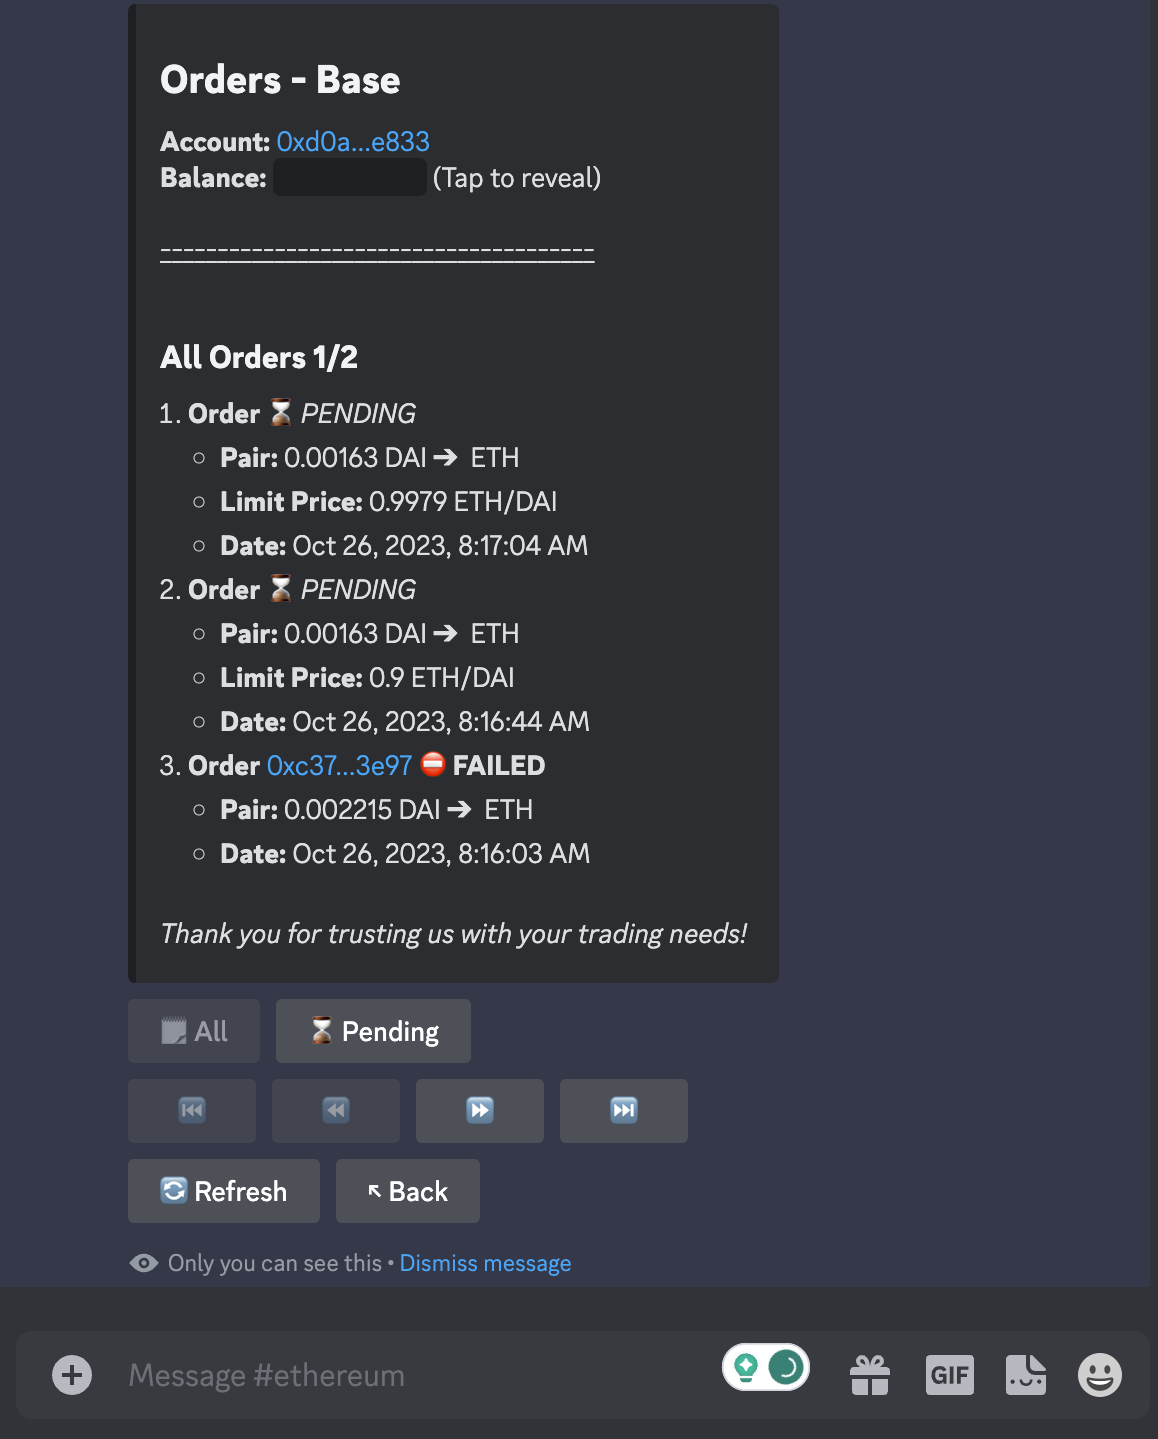 Orders - Base
Account: 0xd0a...e833
Balance: (Tap to reveal)
======================================
All Orders 1/2
1. Order ⌛ PENDING
Pair: 0.00163 DAI ➔ ETH
Limit Price: 0.9979 ETH/DAI
Date: Oct 26, 2023, 8:17:04 AM
2. Order ⌛ PENDING
Pair: 0.00163 DAI ➔ ETH
Limit Price: 0.9 ETH/DAI
Date: Oct 26, 2023, 8:16:44 AM
3. Order 0xc37...3e97 ⛔ FAILED
Pair: 0.002215 DAI ➔ ETH
Date: Oct 26, 2023, 8:16:03 AM
Thank you for trusting us with your trading needs!
All ⌛ Pending
Refresh ↖ Back
Only you can see this • Dismiss message
Message #ethereum GIF